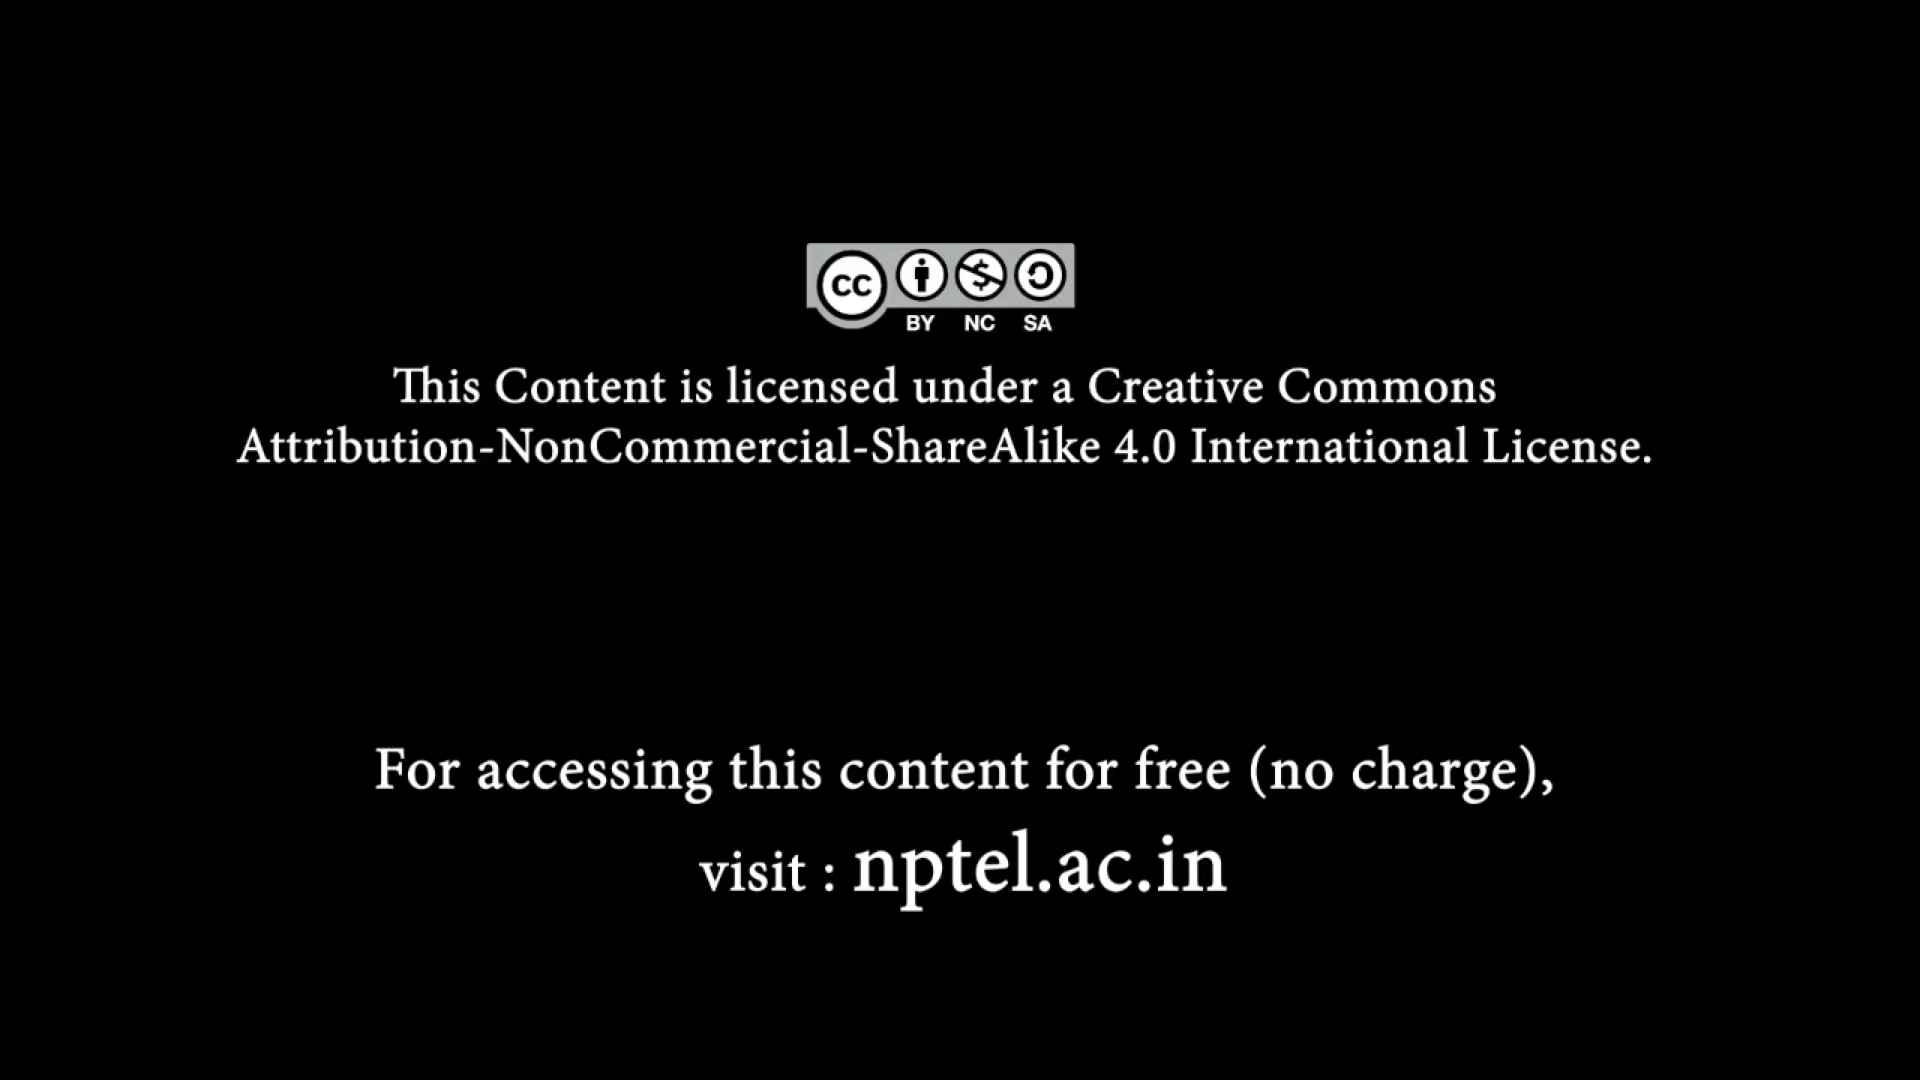 CC BY NC SA
This Content is licensed under a Creative Commons
Attribution-NonCommercial-ShareAlike 4.0 International License.
For accessing this content for free (no charge),
visit : nptel.ac.in